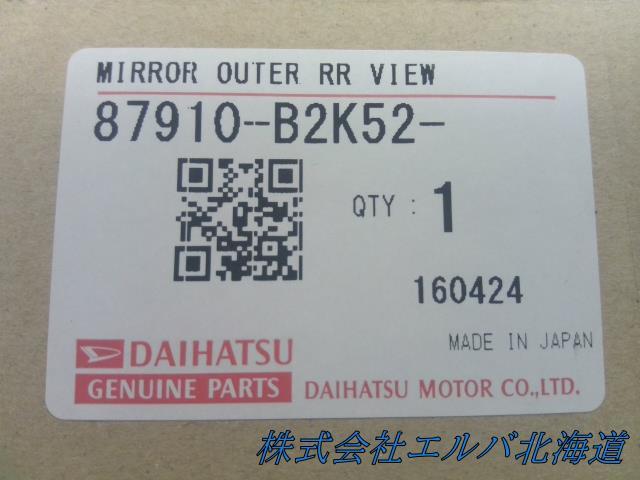 MIRROR OUTER RR VIEW
87910--B2K52-
QTY : 1
160424
MADE IN JAPAN
DAIHATSU
GENUINE PARTS DAIHATSU MOTOR CO.,LTD.
株式会社エルバ北海道